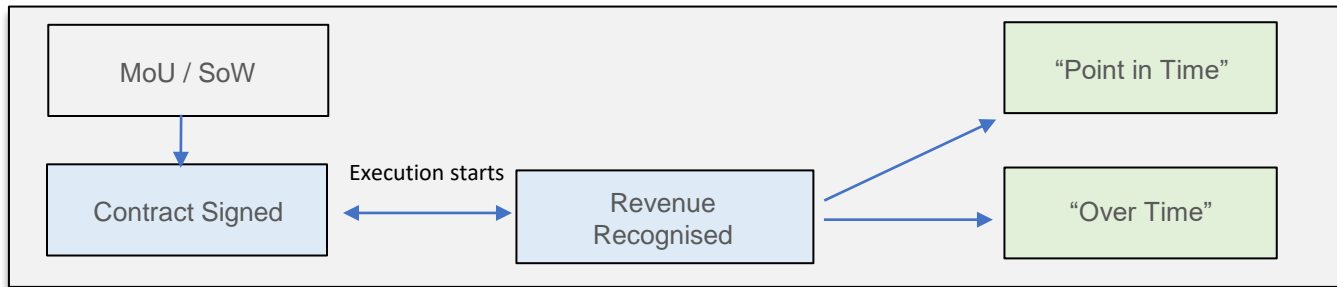 MoU / SoW
“Point in Time”
Execution starts
Contract Signed
Revenue
Recognised
“Over Time”